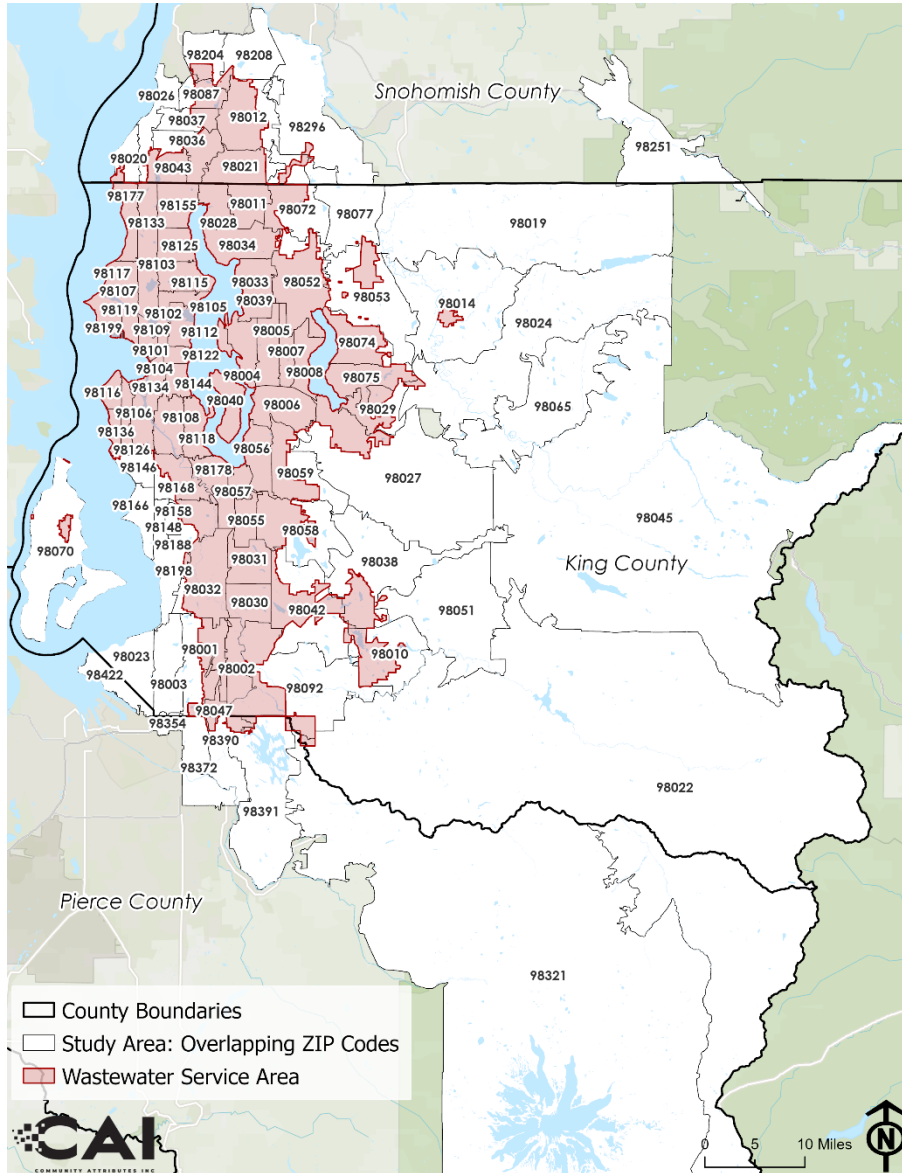 98204 98208
98026 98087
Snohomish County
98037 98012
98036 98296
98251
98020
98043 98021
98177 98155 98011 98072 98077
98133 98028 98019
98125 98034
98117 98103 98115 98033 98052 98053
98107 98039 98014
98119 98102 98105 98024
98199 98109 98112 98005 98074
98101 98122 98007
98104 98144 98004 98008 98075
98116 98134 98040 98065
98106 98108 98006 98029
98136 98118 98056
98126
98146 98178 98059 98027
98168 98057
98166 98158 98055 98058 98045
98148
98070 98188 98031 98038 King County
98198 98032
98030 98042 98051
98023 98001 98010
98422 98003 98002 98092
98047
98354
98390
98372 98022
98391
Pierce County
98321
County Boundaries
Study Area: Overlapping ZIP Codes
Wastewater Service Area
CAI
COMMUNITY ATTRIBUTES INC
0 5 10 Miles
N